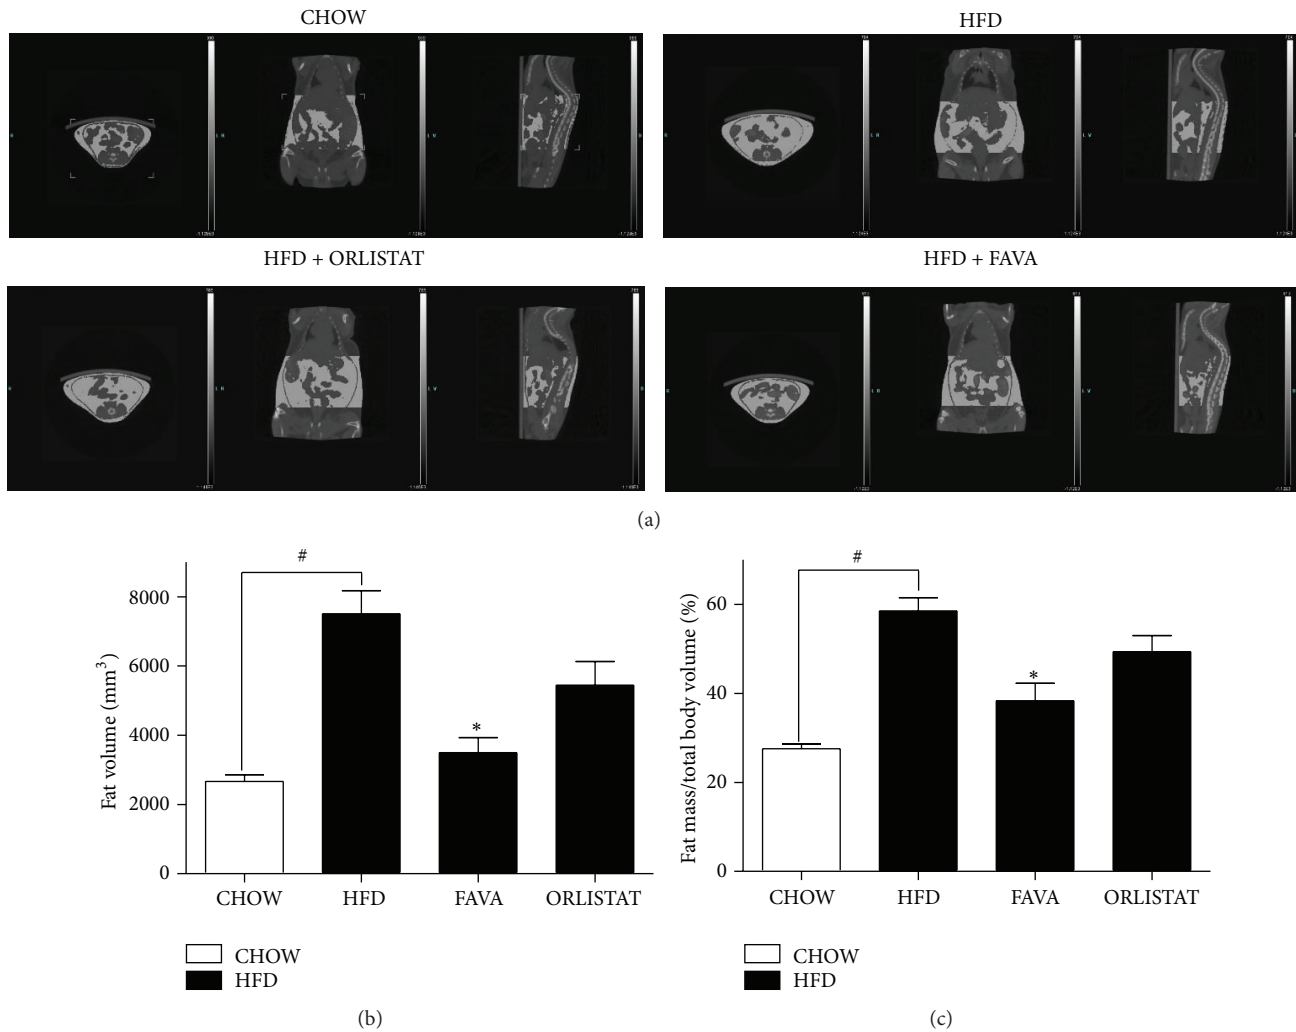 CHOW
HFD
HFD + ORLISTAT
HFD + FAVA
(a)
#
8000
6000
4000
2000
0
Fat volume (mm³)
*
CHOW
HFD
FAVA
ORLISTAT
CHOW
HFD
(b)
#
60
40
20
0
Fat mass/total body volume (%)
*
CHOW
HFD
FAVA
ORLISTAT
CHOW
HFD
(c)